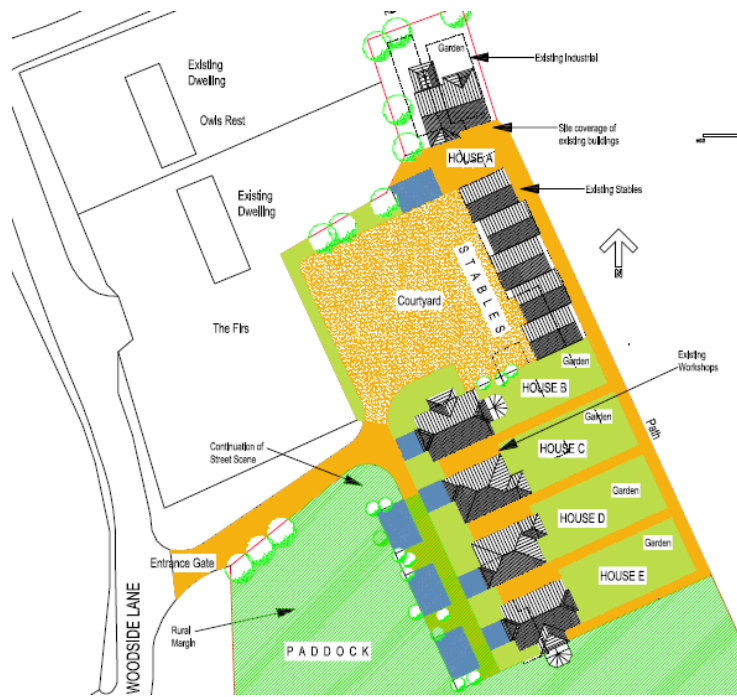 Garden
Existing Industrial
Existing
Dwelling
Owls Rest
Site coverage of
existing buildings
HOUSE A
Existing Stables
Existing
Dwelling
N
STABLES
Courtyard
The Firs
Existing
Workshops
Garden
HOUSE B
Garden
Path
Continuation of
Street Scene
HOUSE C
Garden
HOUSE D
Entrance Gate
Garden
HOUSE E
WOODSIDE LANE
Rural
Margin
PADDOCK